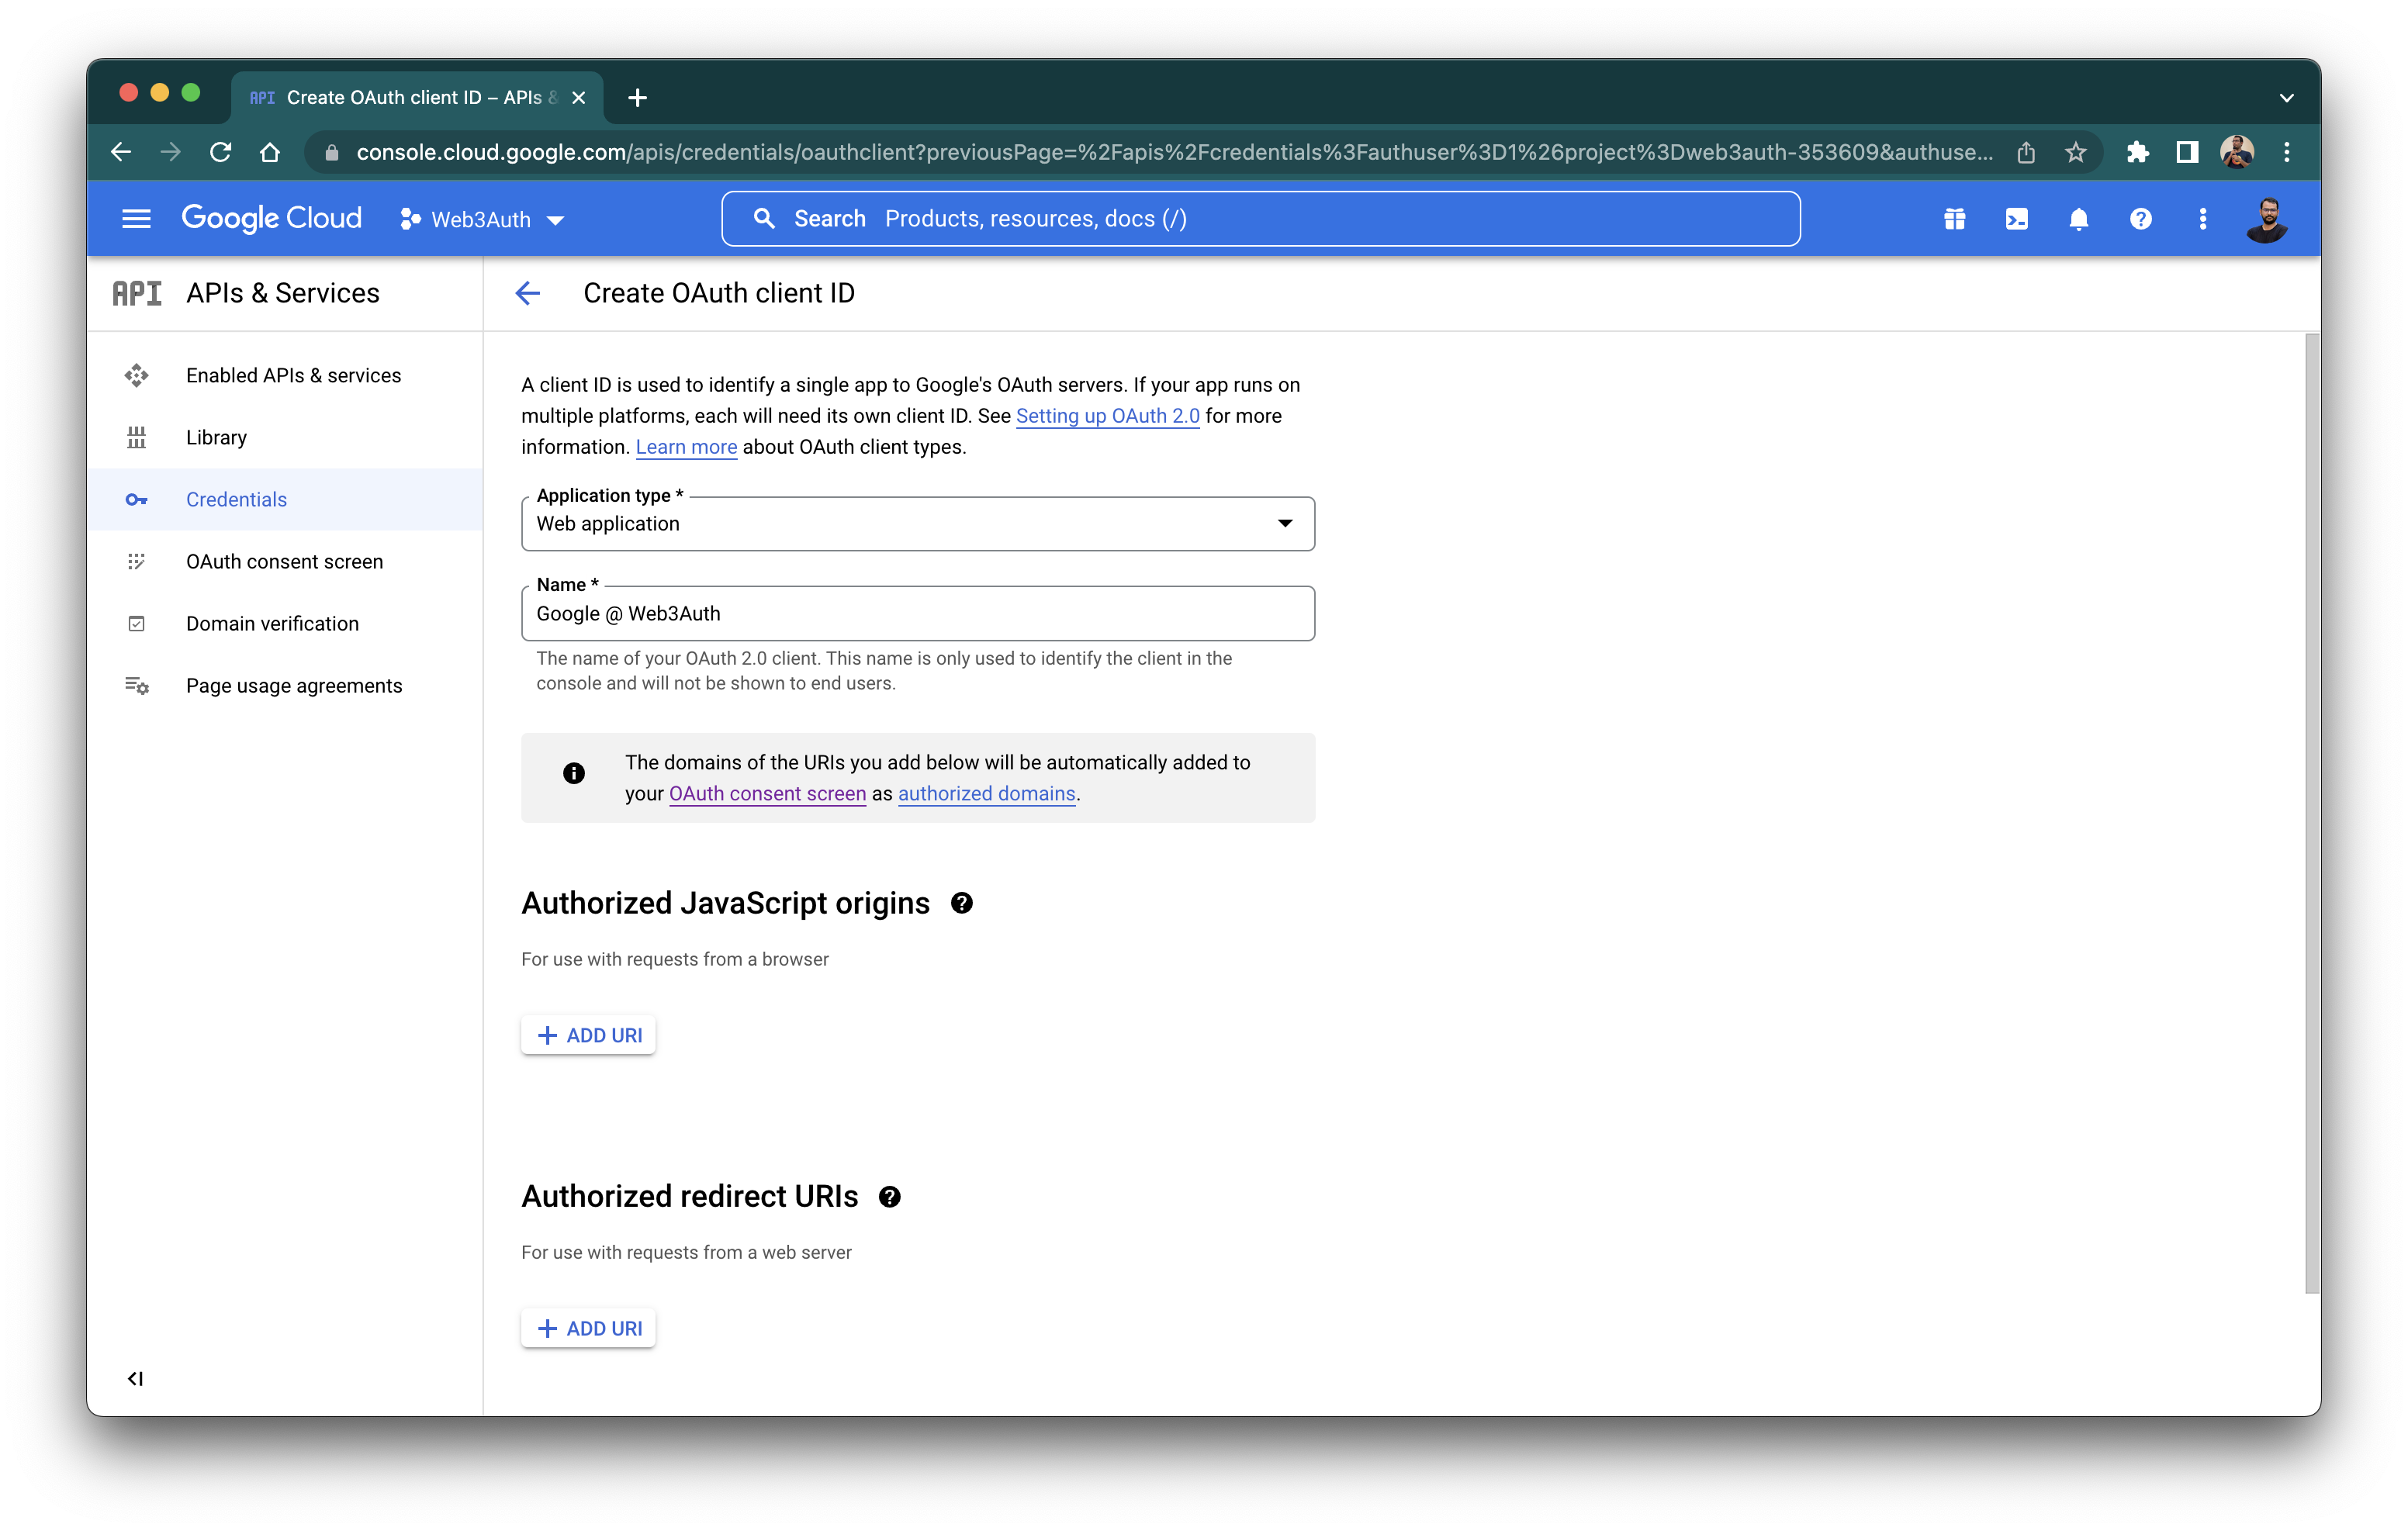 API Create OAuth client ID – APIs &
console.cloud.google.com/apis/credentials/oauthclient?previousPage=%2Fapis%2Fcredentials%3Fauthuser%3D1%26project%3Dweb3auth-353609&authuse...
Google Cloud Web3Auth Search Products, resources, docs (/)
API APIs & Services
Enabled APIs & services
Library
Credentials
OAuth consent screen
Domain verification
Page usage agreements
Create OAuth client ID
A client ID is used to identify a single app to Google's OAuth servers. If your app runs on
multiple platforms, each will need its own client ID. See Setting up OAuth 2.0 for more
information. Learn more about OAuth client types.
Application type *
Web application
Name *
Google @ Web3Auth
The name of your OAuth 2.0 client. This name is only used to identify the client in the
console and will not be shown to end users.
The domains of the URIs you add below will be automatically added to
your OAuth consent screen as authorized domains.
Authorized JavaScript origins
For use with requests from a browser
ADD URI
Authorized redirect URIs
For use with requests from a web server
ADD URI